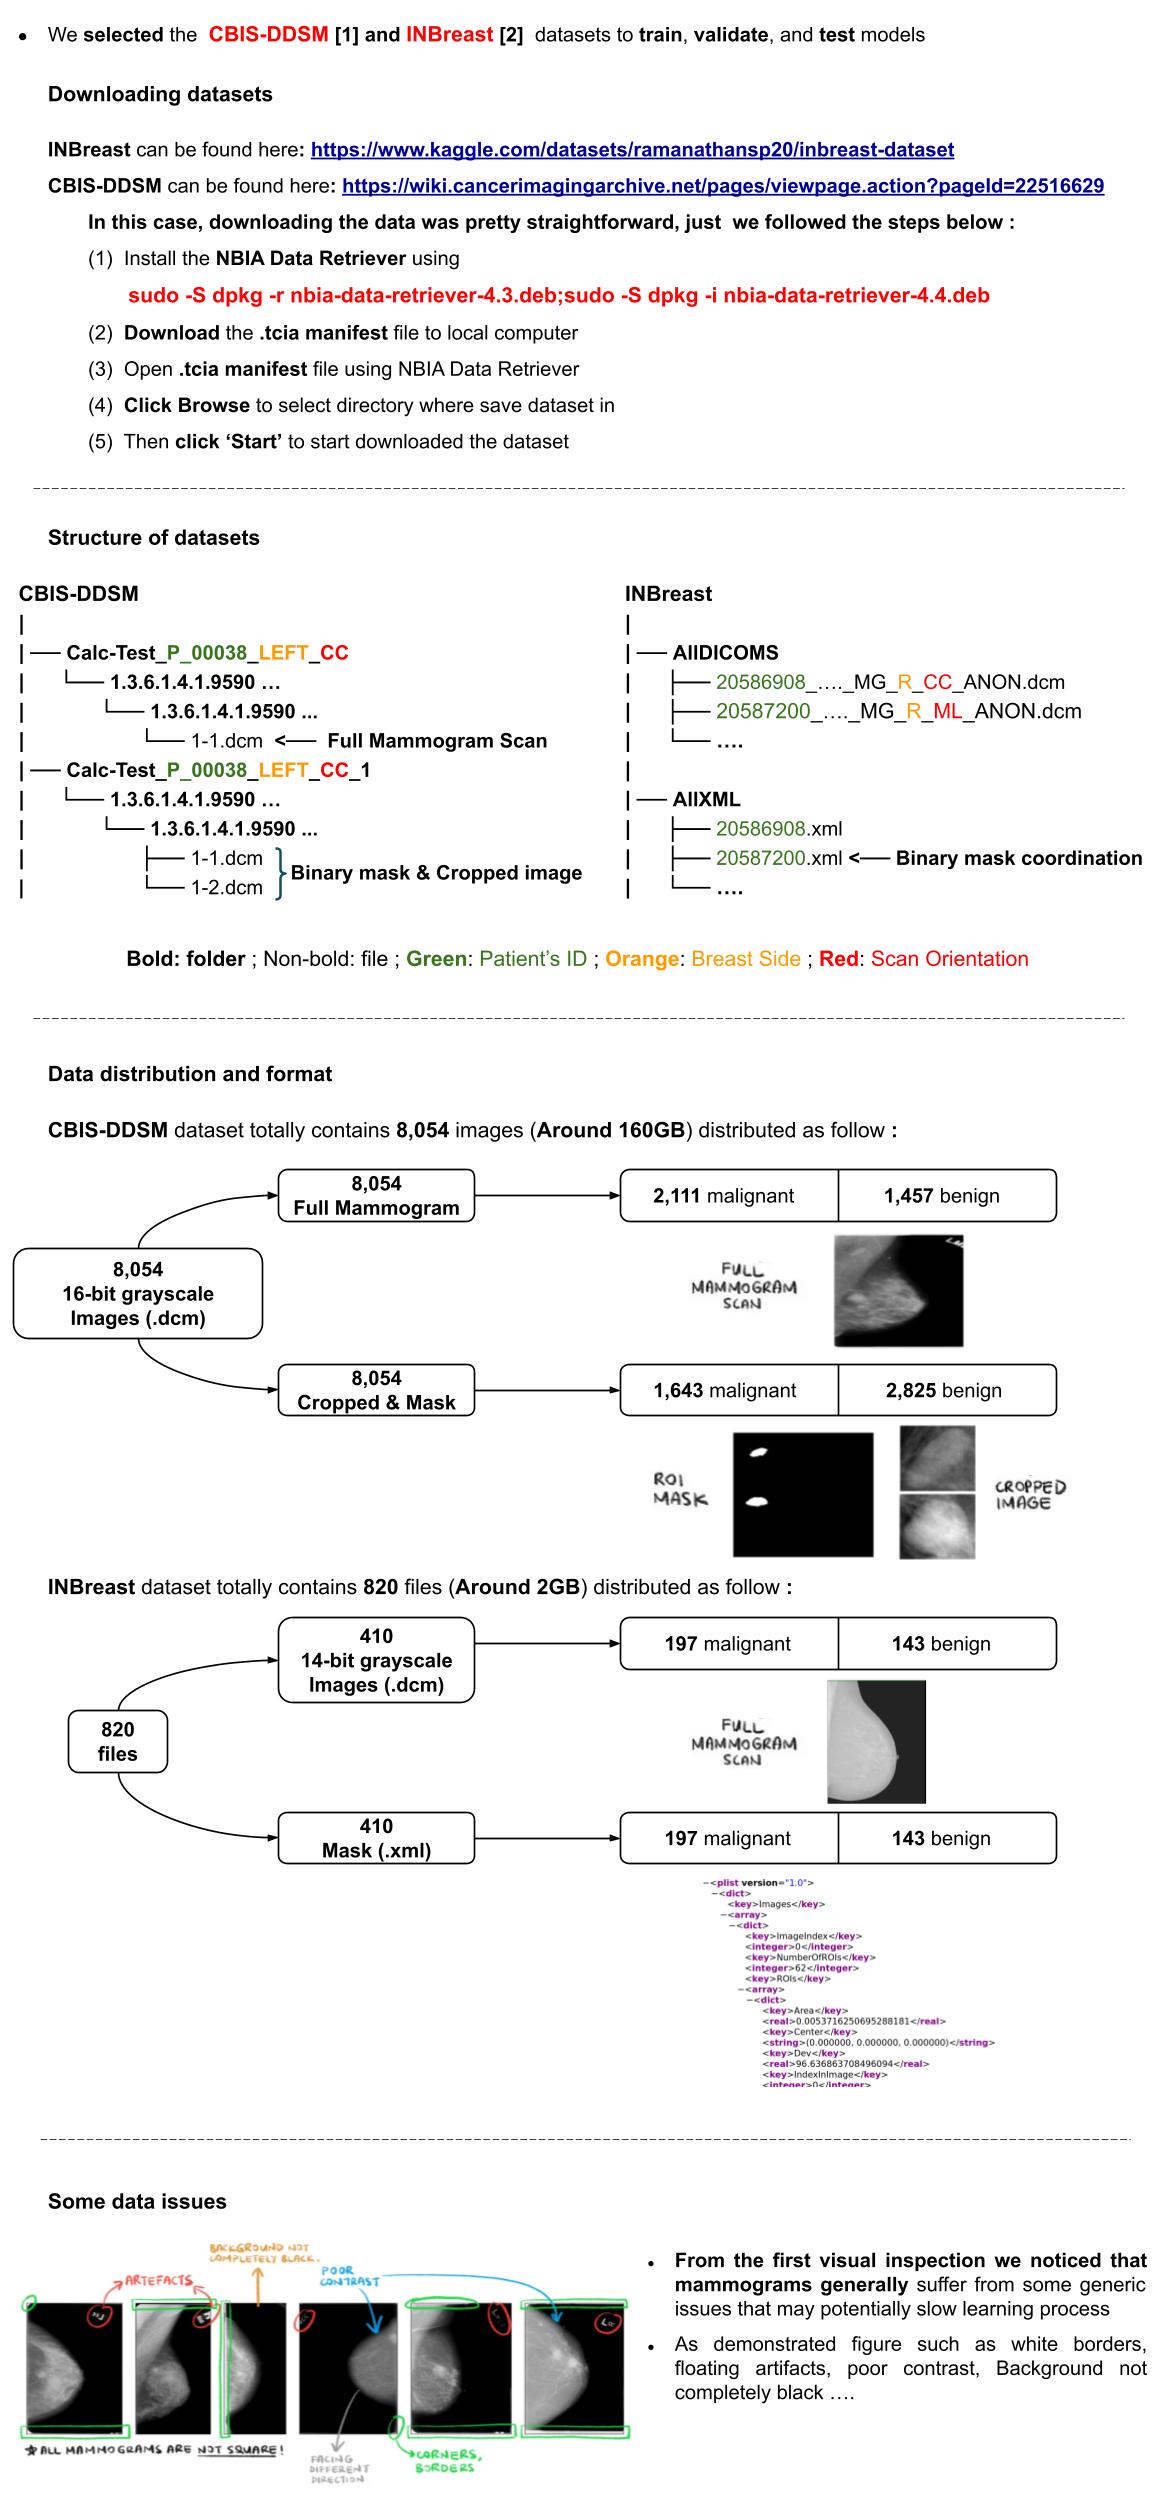 ● We selected the CBIS-DDSM [1] and INBreast [2] datasets to train, validate, and test models
Downloading datasets
INBreast can be found here: https://www.kaggle.com/datasets/ramanathansp20/inbreast-dataset
CBIS-DDSM can be found here: https://wiki.cancerimagingarchive.net/pages/viewpage.action?pageId=22516629
In this case, downloading the data was pretty straightforward, just we followed the steps below :
(1) Install the NBIA Data Retriever using
sudo -S dpkg -r nbia-data-retriever-4.3.deb;sudo -S dpkg -i nbia-data-retriever-4.4.deb
(2) Download the .tcia manifest file to local computer
(3) Open .tcia manifest file using NBIA Data Retriever
(4) Click Browse to select directory where save dataset in
(5) Then click ‘Start’ to start downloaded the dataset
Structure of datasets
CBIS-DDSM
|
|── Calc-Test_P_00038_LEFT_CC
| └── 1.3.6.1.4.1.9590 …
| └── 1.3.6.1.4.1.9590 ...
| └── 1-1.dcm <── Full Mammogram Scan
|── Calc-Test_P_00038_LEFT_CC_1
| └── 1.3.6.1.4.1.9590 …
| └── 1.3.6.1.4.1.9590 ...
| ├── 1-1.dcm
| └── 1-2.dcm
Binary mask & Cropped image
INBreast
|
|── AllDICOMS
| ├── 20586908_…._MG_R_CC_ANON.dcm
| ├── 20587200_…._MG_R_ML_ANON.dcm
| └── ….
|
|── AllXML
| ├── 20586908.xml
| ├── 20587200.xml <── Binary mask coordination
| └── ….
Bold: folder ; Non-bold: file ; Green: Patient’s ID ; Orange: Breast Side ; Red: Scan Orientation
Data distribution and format
CBIS-DDSM dataset totally contains 8,054 images (Around 160GB) distributed as follow :
8,054
16-bit grayscale
Images (.dcm)
8,054
Full Mammogram
2,111 malignant
1,457 benign
FULL
MAMMOGRAM
SCAN
8,054
Cropped & Mask
1,643 malignant
2,825 benign
ROI
MASK
CROPPED
IMAGE
INBreast dataset totally contains 820 files (Around 2GB) distributed as follow :
820
files
410
14-bit grayscale
Images (.dcm)
197 malignant
143 benign
FULL
MAMMOGRAM
SCAN
410
Mask (.xml)
197 malignant
143 benign
−<plist version="1.0">
−<dict>
<key>Images</key>
−<array>
−<dict>
<key>ImageIndex</key>
<integer>0</integer>
<key>NumberOfROIs</key>
<integer>62</integer>
<key>ROIs</key>
−<array>
−<dict>
<key>Area</key>
<real>0.0053716250695288181</real>
<key>Center</key>
<string>(0.000000, 0.000000, 0.000000)</string>
<key>Dev</key>
<real>96.636863708496094</real>
<key>IndexInImage</key>
<integer>0</integer>
Some data issues
BACKGROUND NOT
COMPLETELY BLACK.
ARTEFACTS
POOR
CONTRAST
★ALL MAMMOGRAMS ARE NOT SQUARE!
FACING
DIFFERENT
DIRECTION
CORNERS,
BORDERS
● From the first visual inspection we noticed that
mammograms generally suffer from some generic
issues that may potentially slow learning process
● As demonstrated figure such as white borders,
floating artifacts, poor contrast, Background not
completely black ….